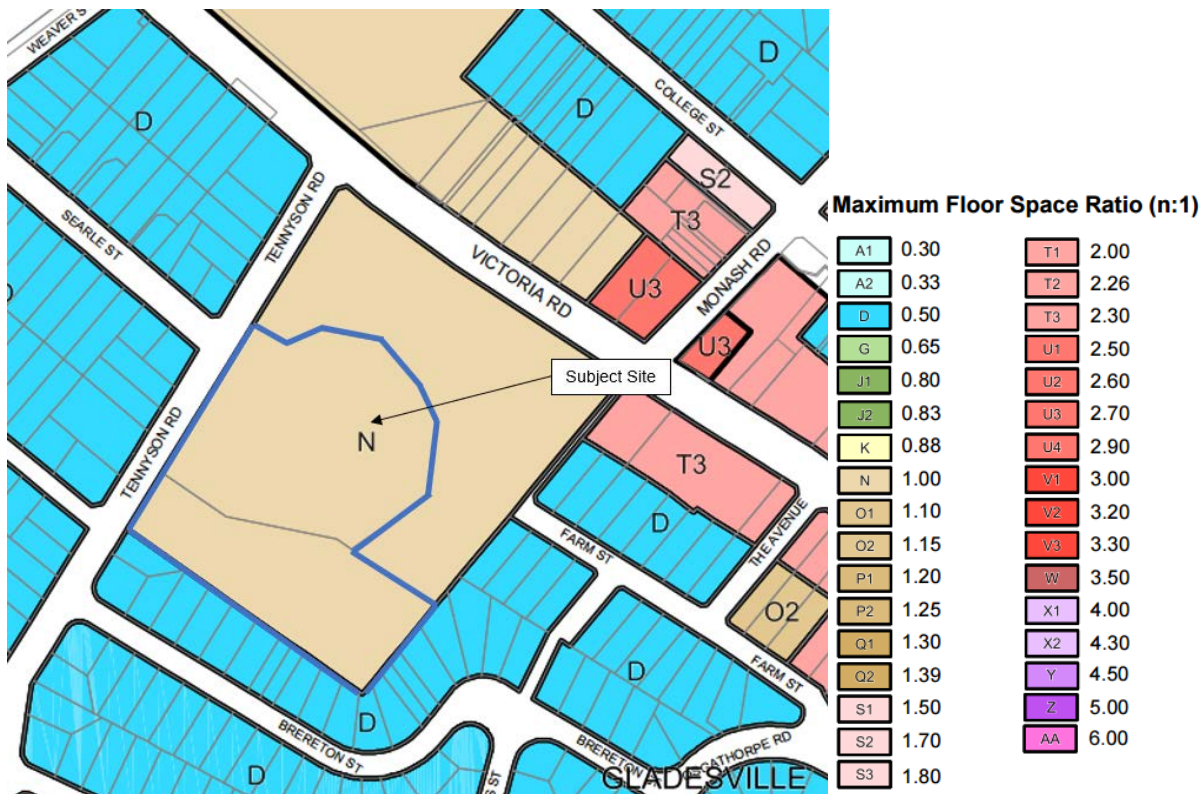 WEAVER S
COLLEGE ST
D
D
D
S2
T3
TENNYSON RD
SEARLE ST
VICTORIA RD
U3
MONASH RD
U3
Subject Site
N
TENNYSON RD
T3
D
FARM ST
THE AVENUE
O2
D
FARM ST
D
BRERETON ST
BRERETON
CATHORPE RD
D
S ST
GLADESVILLE
Maximum Floor Space Ratio (n:1)
A1 0.30
A2 0.33
D 0.50
G 0.65
J1 0.80
J2 0.83
K 0.88
N 1.00
O1 1.10
O2 1.15
P1 1.20
P2 1.25
Q1 1.30
Q2 1.39
S1 1.50
S2 1.70
S3 1.80
T1 2.00
T2 2.26
T3 2.30
U1 2.50
U2 2.60
U3 2.70
U4 2.90
V1 3.00
V2 3.20
V3 3.30
W 3.50
X1 4.00
X2 4.30
Y 4.50
Z 5.00
AA 6.00